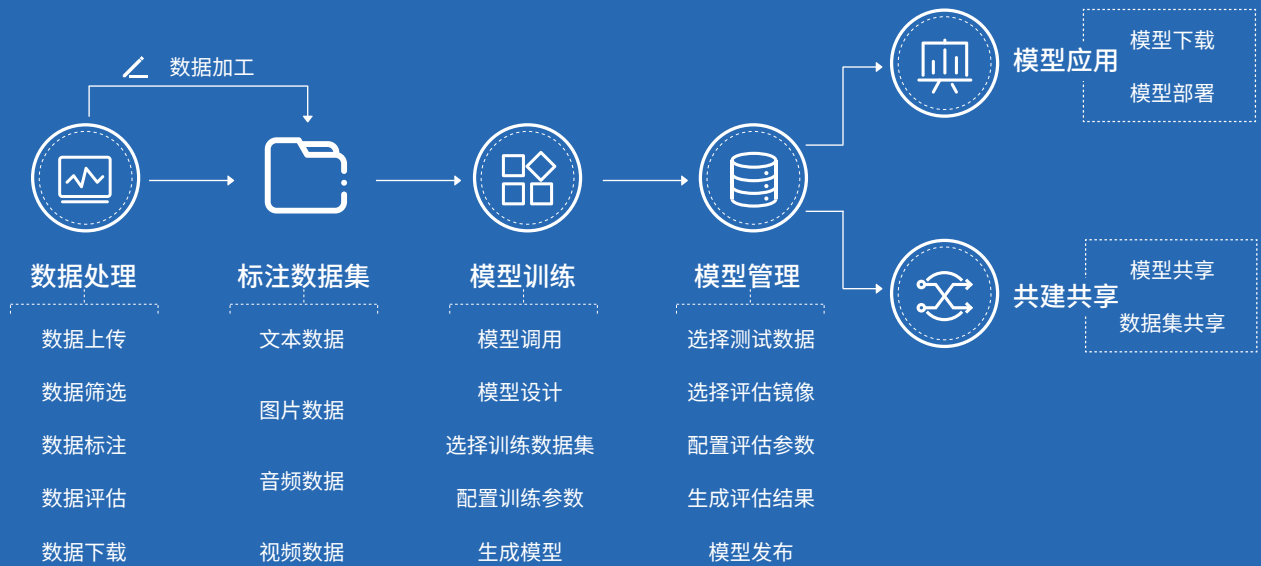 数据加工
数据处理
数据上传
数据筛选
数据标注
数据评估
数据下载
标注数据集
文本数据
图片数据
音频数据
视频数据
模型训练
模型调用
模型设计
选择训练数据集
配置训练参数
生成模型
模型管理
选择测试数据
选择评估镜像
配置评估参数
生成评估结果
模型发布
模型应用
模型下载
模型部署
共建共享
模型共享
数据集共享